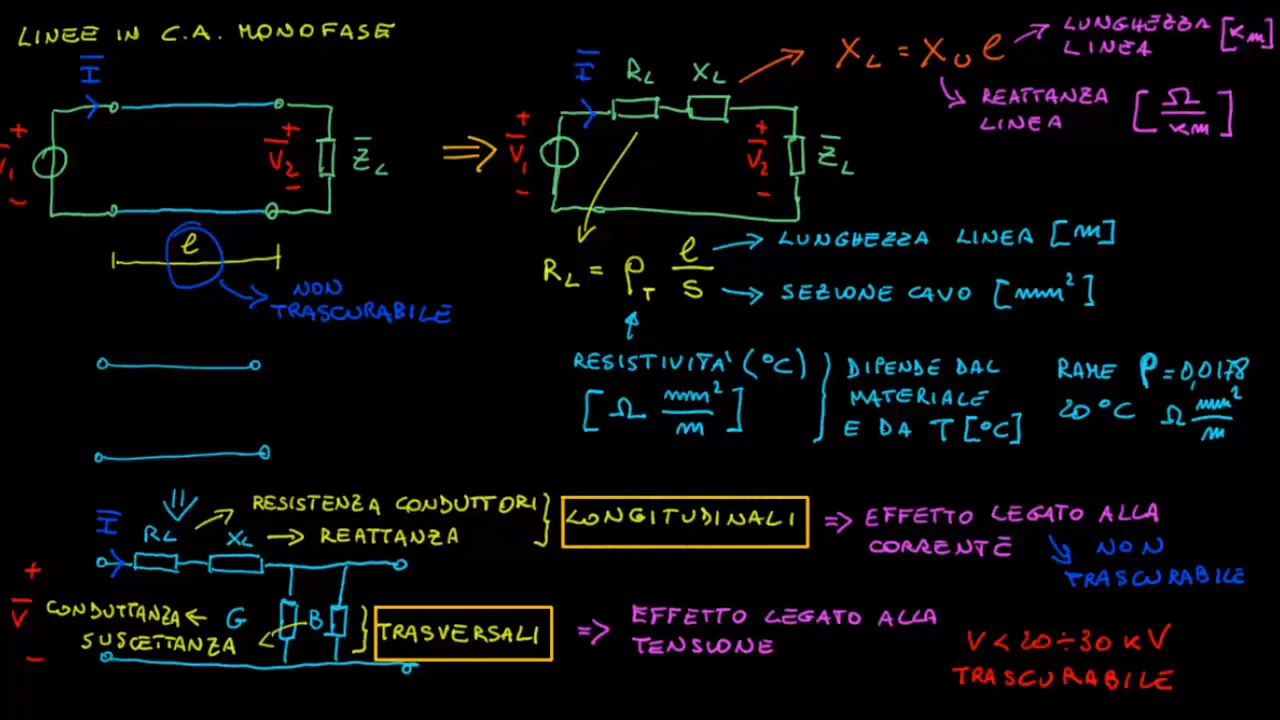 LINEE IN C.A. MONOFASE
I
+
V1
-
+
V2
-
ZL
l
NON
TRASCURABILE
I
RL
XL
+
V1
-
+
V2
-
ZL
XL = XU l
LUNGHEZZA
LINEA [Km]
REATTANZA
LINEA [Ω/Km]
RL = ρT l/S
LUNGHEZZA LINEA [m]
SEZIONE CAVO [mm²]
RESISTIVITA' (°C)
[Ω mm²/m]
DIPENDE DAL
MATERIALE
E DA T [°C]
RAME ρ = 0,0178
20 °C Ω mm²/m
I
RL
XL
RESISTENZA CONDUTTORI
REATTANZA
LONGITUDINALI
⇒ EFFETTO LEGATO ALLA
CORRENTE
NON
TRASCURABILE
+
V
-
CONDUTTANZA
G
B
SUSCETTANZA
TRASVERSALI
⇒ EFFETTO LEGATO ALLA
TENSIONE
V < 20 ÷ 30 KV
TRASCURABILE